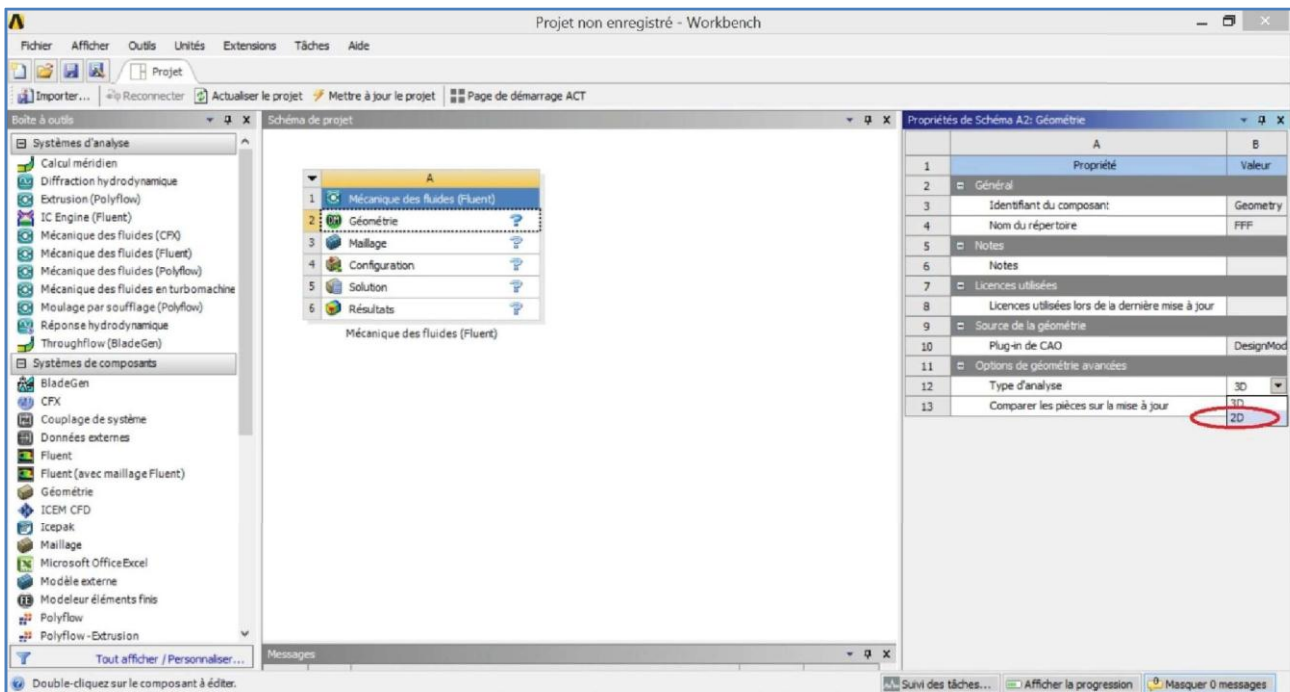 Projet non enregistré - Workbench
Fichier Afficher Outils Unités Extensions Tâches Aide
Projet
Importer... Reconnecter Actualiser le projet Mettre à jour le projet Page de démarrage ACT
Boîte à outils
Systèmes d'analyse
Calcul méridien
Diffraction hydrodynamique
Extrusion (Polyflow)
IC Engine (Fluent)
Mécanique des fluides (CFX)
Mécanique des fluides (Fluent)
Mécanique des fluides (Polyflow)
Mécanique des fluides en turbomachine
Moulage par soufflage (Polyflow)
Réponse hydrodynamique
Throughflow (BladeGen)
Systèmes de composants
BladeGen
CFX
Couplage de système
Données externes
Fluent
Fluent (avec maillage Fluent)
Géométrie
ICEM CFD
Icepak
Maillage
Microsoft Office Excel
Modèle externe
Modeleur éléments finis
Polyflow
Polyflow - Extrusion
Tout afficher / Personnaliser...
Schéma de projet
A
1 Mécanique des fluides (Fluent)
2 Géométrie ?
3 Maillage ?
4 Configuration ?
5 Solution ?
6 Résultats ?
Mécanique des fluides (Fluent)
Messages
Propriétés de Schéma A2: Géométrie
A B
1 Propriété Valeur
2 Général
3 Identifiant du composant Geometry
4 Nom du répertoire FFF
5 Notes
6 Notes
7 Licences utilisées
8 Licences utilisées lors de la dernière mise à jour
9 Source de la géométrie
10 Plug-in de CAO DesignMod
11 Options de géométrie avancées
12 Type d'analyse 3D
13 Comparer les pièces sur la mise à jour
3D
2D
Double-cliquez sur le composant à éditer.
Suivi des tâches... Afficher la progression Masquer 0 messages